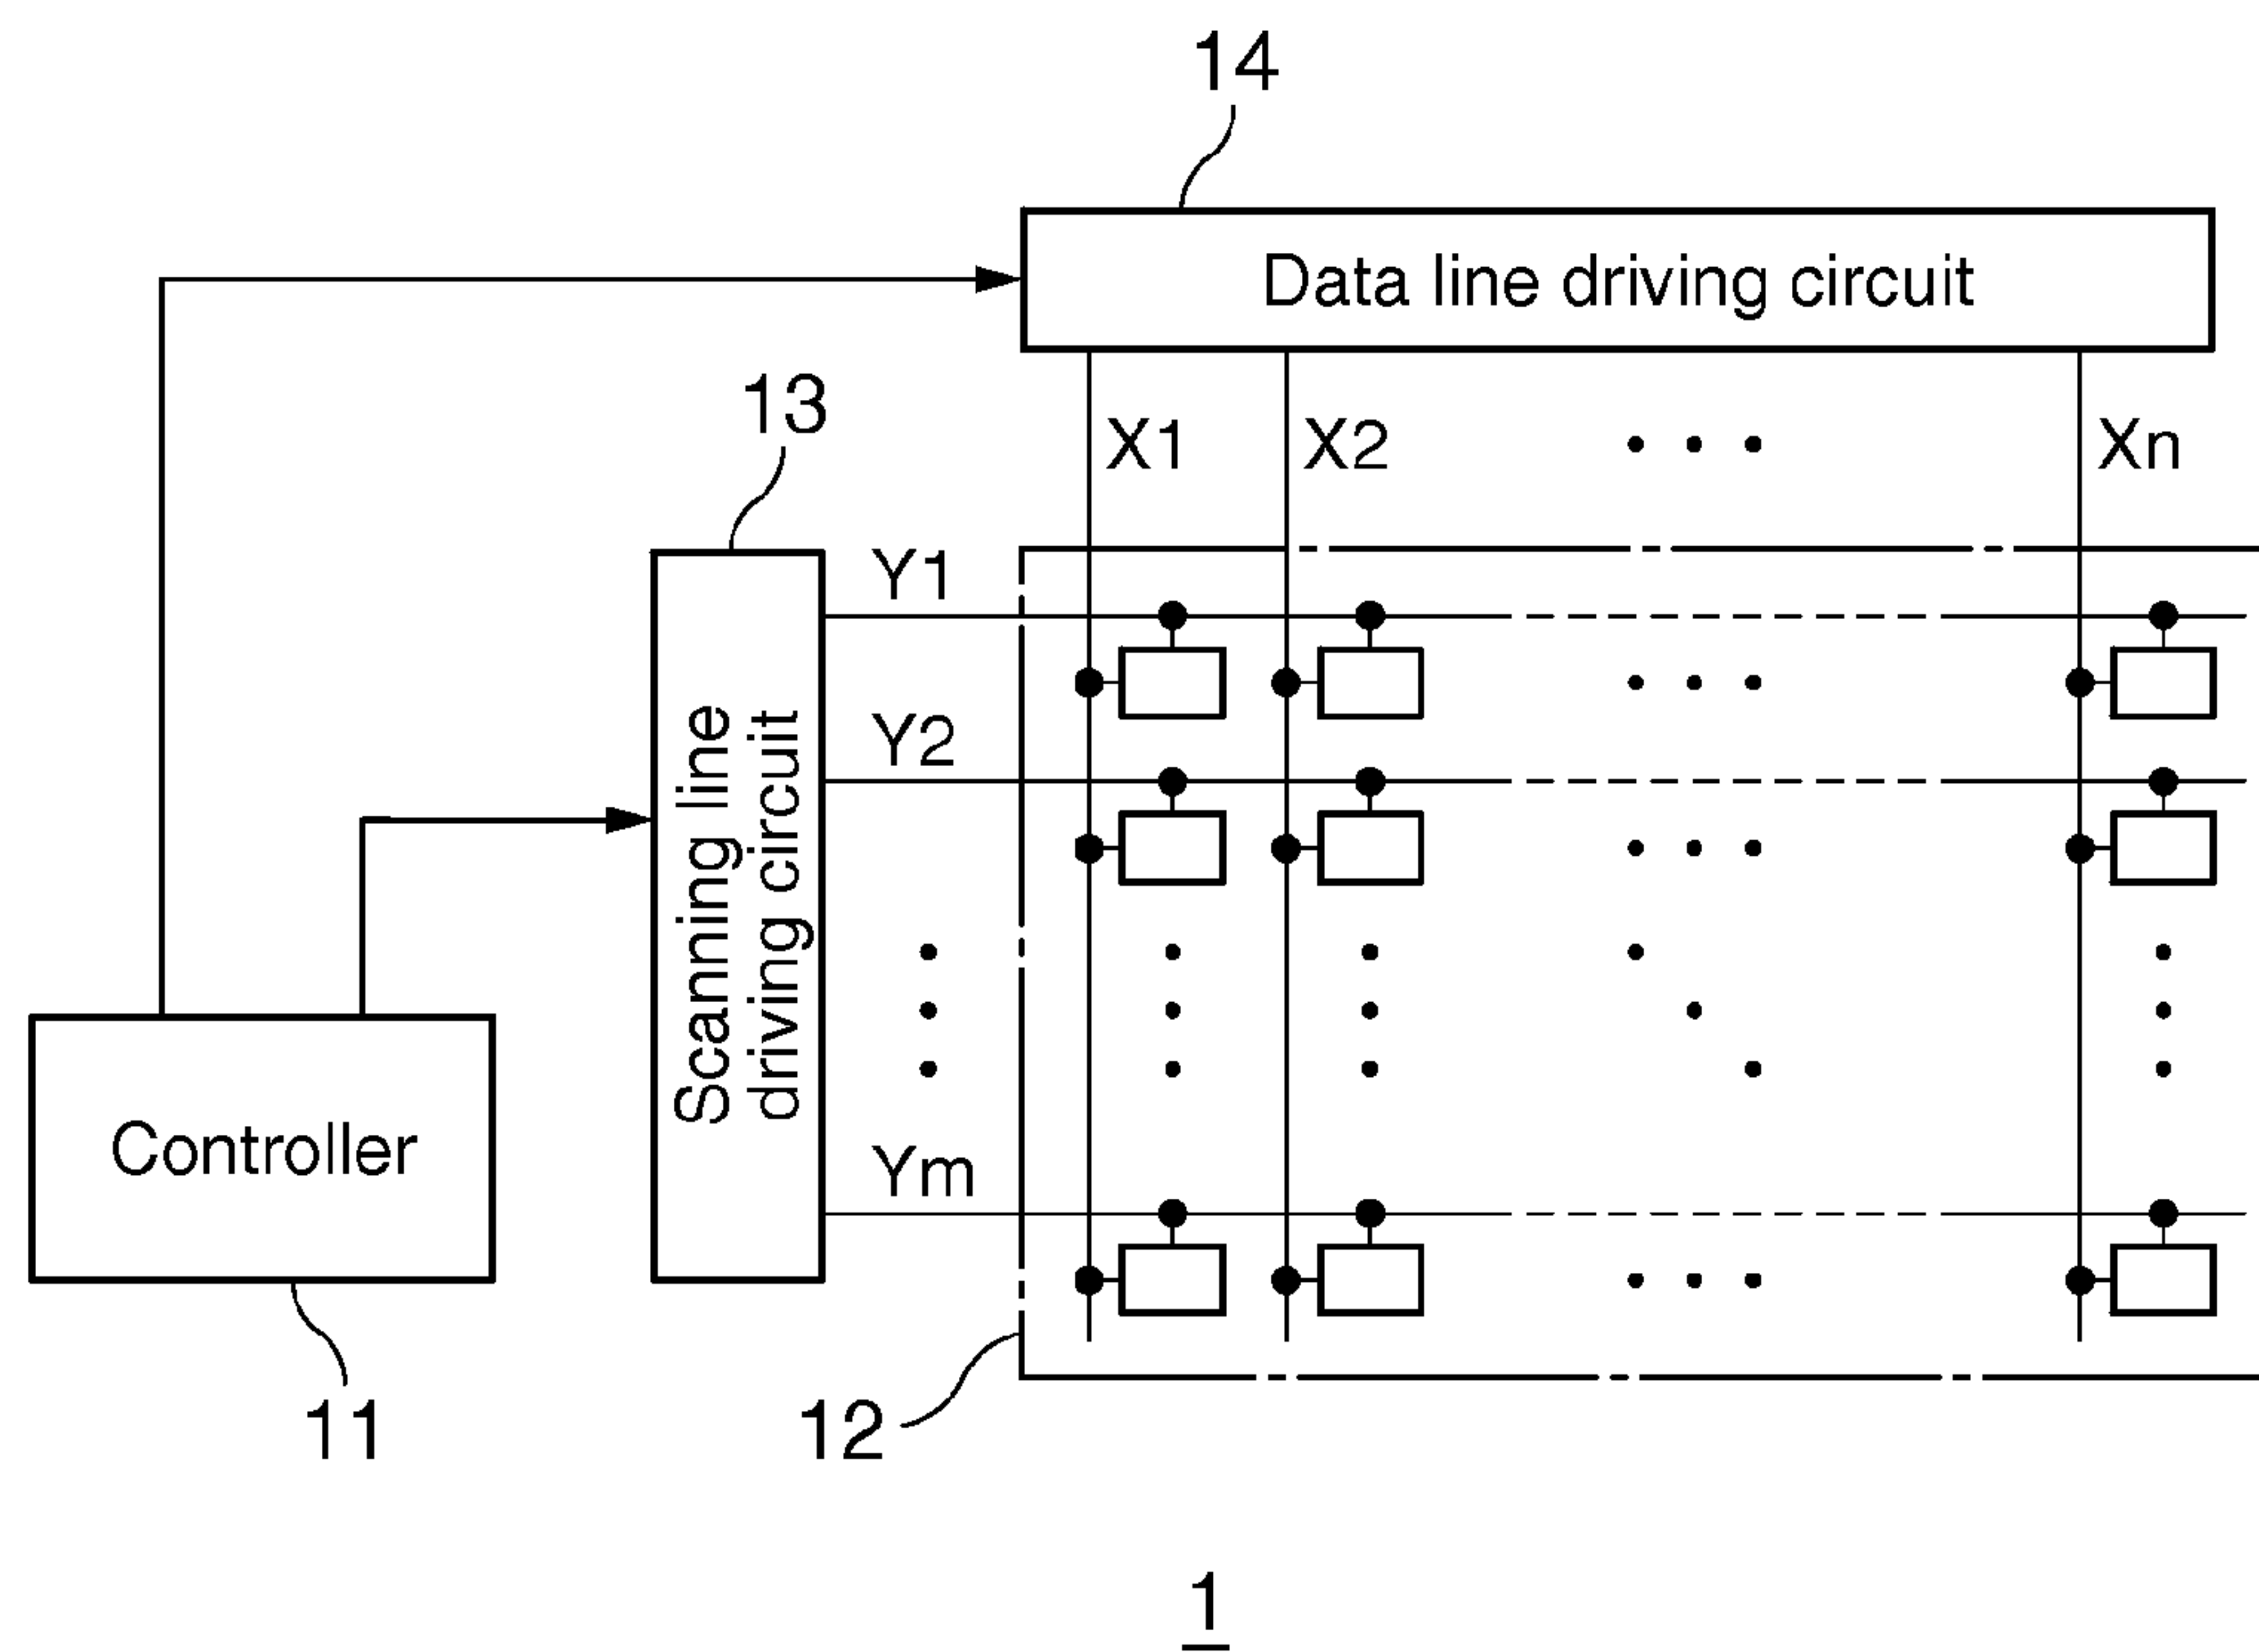 14
Data line driving circuit
13
X1
X2
Xn
Y1
Y2
Scanning line
driving circuit
Ym
Controller
11
12
1